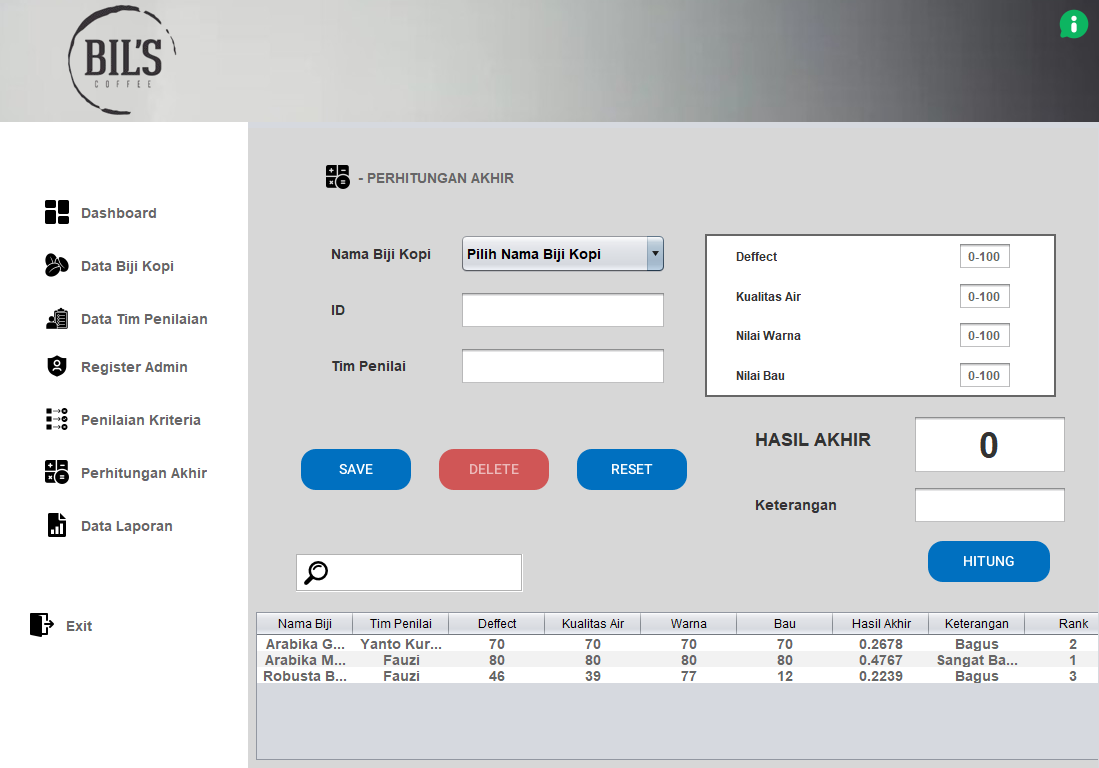 BIL'S
COFFEE
Dashboard
Data Biji Kopi
Data Tim Penilaian
Register Admin
Penilaian Kriteria
Perhitungan Akhir
Data Laporan
Exit
- PERHITUNGAN AKHIR
Nama Biji Kopi Pilih Nama Biji Kopi
ID
Tim Penilai
Deffect 0-100
Kualitas Air 0-100
Nilai Warna 0-100
Nilai Bau 0-100
HASIL AKHIR 0
Keterangan
SAVE DELETE RESET
HITUNG
Nama Biji Tim Penilai Deffect Kualitas Air Warna Bau Hasil Akhir Keterangan Rank
Arabika G... Yanto Kur... 70 70 70 70 0.2678 Bagus 2
Arabika M... Fauzi 80 80 80 80 0.4767 Sangat Ba... 1
Robusta B... Fauzi 46 39 77 12 0.2239 Bagus 3